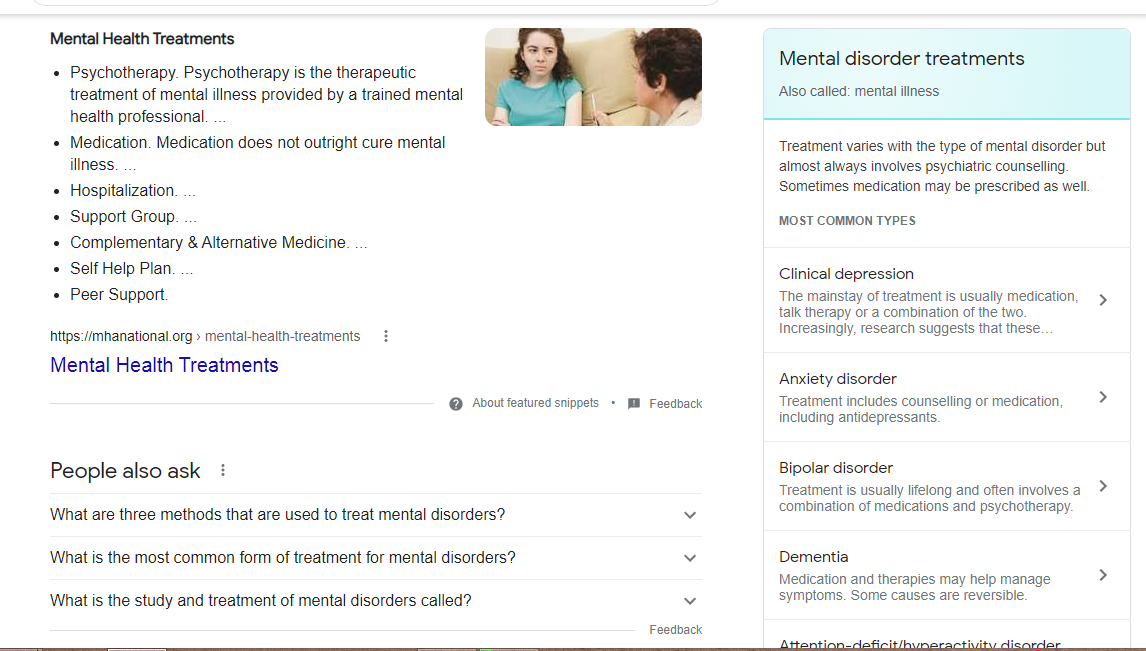 Mental Health Treatments
Psychotherapy. Psychotherapy is the therapeutic
treatment of mental illness provided by a trained mental
health professional. ...
Medication. Medication does not outright cure mental
illness. ...
Hospitalization. ...
Support Group. ...
Complementary & Alternative Medicine. ...
Self Help Plan. ...
Peer Support.
https://mhanational.org › mental-health-treatments
Mental Health Treatments
About featured snippets • Feedback
People also ask
What are three methods that are used to treat mental disorders?
What is the most common form of treatment for mental disorders?
What is the study and treatment of mental disorders called?
Feedback
Mental disorder treatments
Also called: mental illness
Treatment varies with the type of mental disorder but
almost always involves psychiatric counselling.
Sometimes medication may be prescribed as well.
MOST COMMON TYPES
Clinical depression
The mainstay of treatment is usually medication,
talk therapy or a combination of the two.
Increasingly, research suggests that these...
Anxiety disorder
Treatment includes counselling or medication,
including antidepressants.
Bipolar disorder
Treatment is usually lifelong and often involves a
combination of medications and psychotherapy.
Dementia
Medication and therapies may help manage
symptoms. Some causes are reversible.
Attention-deficit/hyperactivity disorder